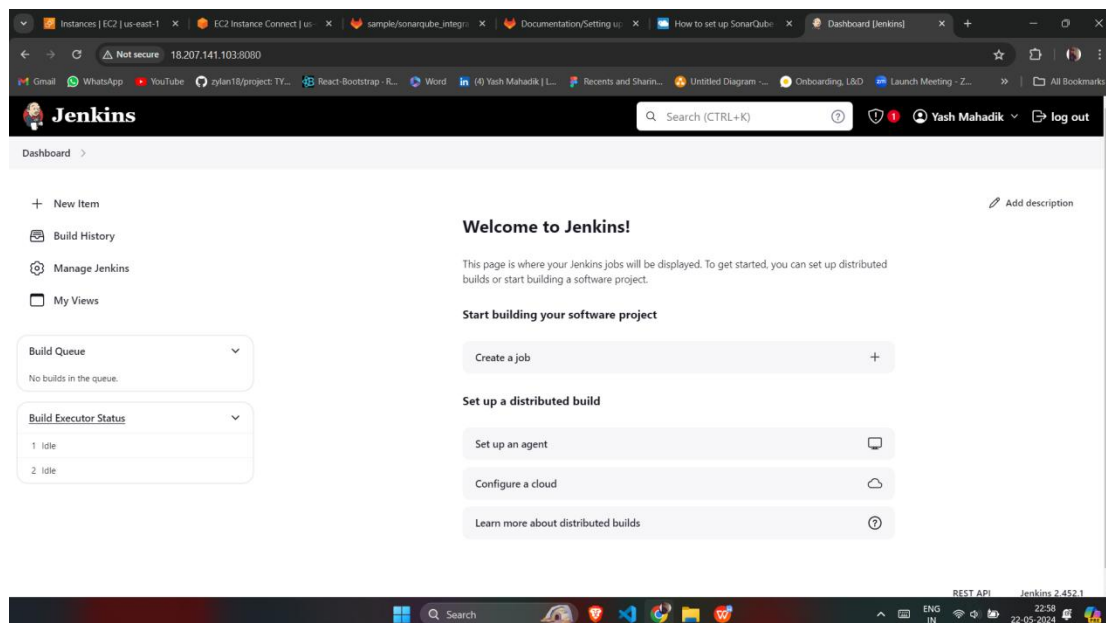 Instances | EC2 | us-east-1
EC2 Instance Connect | us-
sample/sonarqube_integra
Documentation/Setting up
How to set up SonarQube
Dashboard [Jenkins]
Not secure 18.207.141.103:8080
Gmail WhatsApp YouTube zylan18/project: TY... React-Bootstrap - R... Word (4) Yash Mahadik | L... Recents and Sharin... Untitled Diagram -... Onboarding, L&D Launch Meeting - Z... » All Bookmarks
Jenkins
Search (CTRL+K)
1
Yash Mahadik
log out
Dashboard
New Item
Build History
Manage Jenkins
My Views
Build Queue
No builds in the queue.
Build Executor Status
1 Idle
2 Idle
Add description
Welcome to Jenkins!
This page is where your Jenkins jobs will be displayed. To get started, you can set up distributed
builds or start building a software project.
Start building your software project
Create a job
Set up a distributed build
Set up an agent
Configure a cloud
Learn more about distributed builds
REST API Jenkins 2.452.1
Search
ENG
IN
22:58
22-05-2024